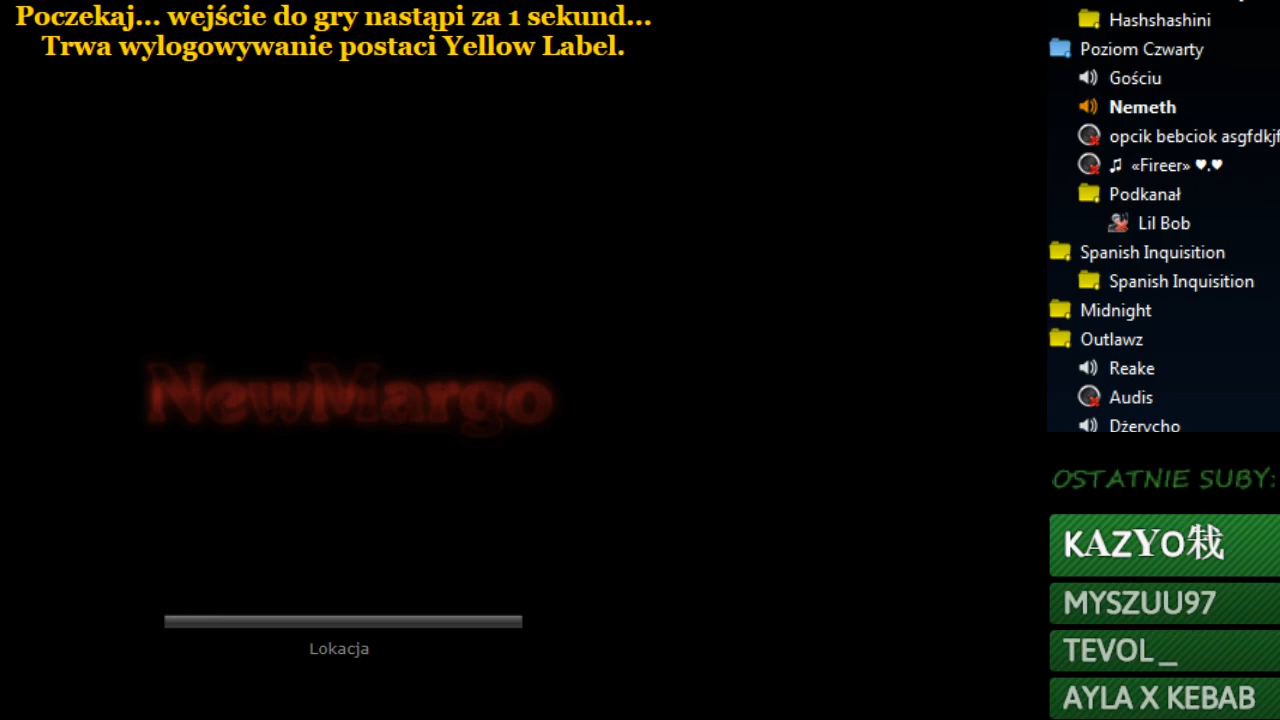 Poczekaj... wejście do gry nastąpi za 1 sekund...
Trwa wylogowywanie postaci Yellow Label.
NewMargo
Lokacja
Hashshashini
Poziom Czwarty
Gościu
Nemeth
opcik bebciok asgfdkjf
♫ «Fireer» ♥.♥
Podkanał
Lil Bob
Spanish Inquisition
Spanish Inquisition
Midnight
Outlawz
Reake
Audis
Dżerycho
OSTATNIE SUBY:
KAZYO栽
MYSZUU97
TEVOL_
AYLA X KEBAB